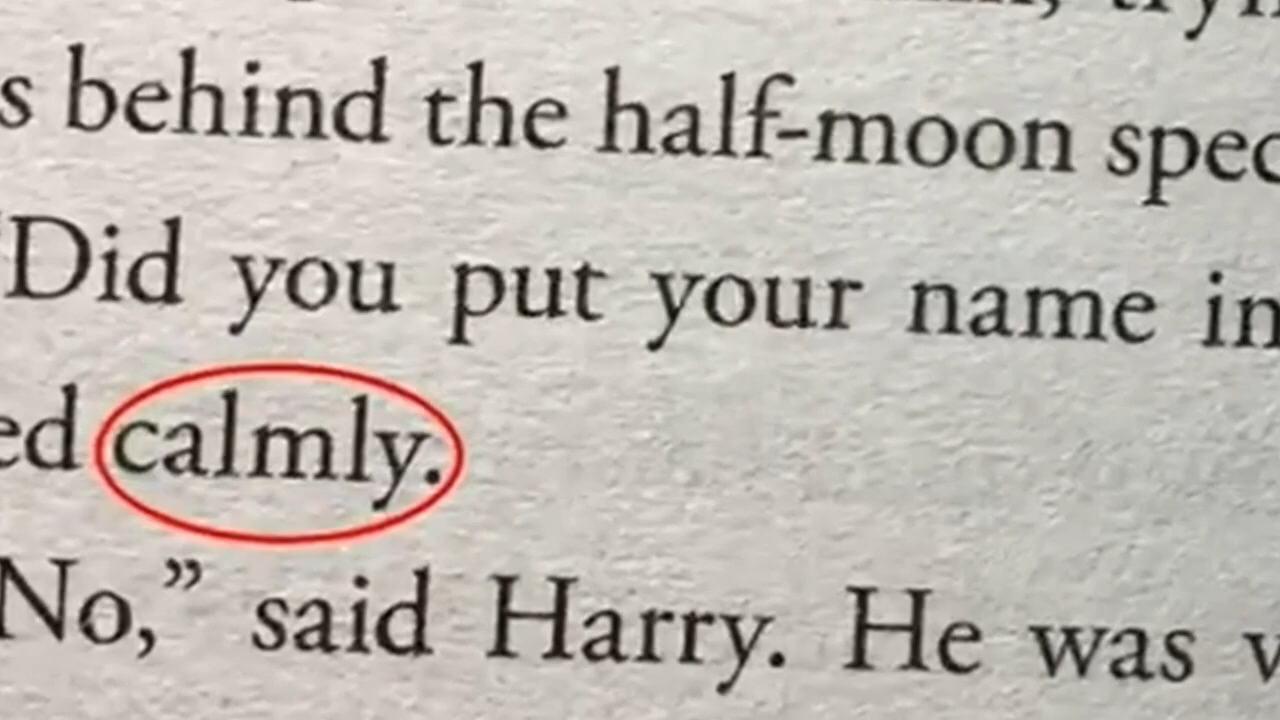 s behind the half-moon spec
"Did you put your name in
ed calmly.
No,” said Harry. He was v